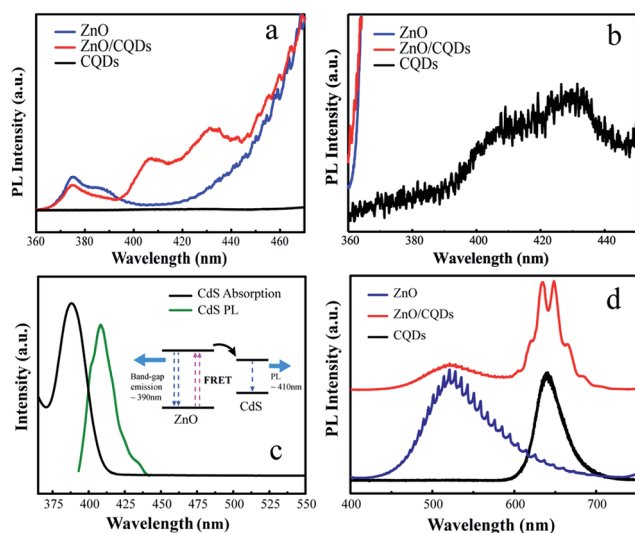 a
ZnO
ZnO/CQDs
CQDs
PL Intensity (a.u.)
360 380 400 420 440 460
Wavelength (nm)
b
ZnO
ZnO/CQDs
CQDs
PL Intensity (a.u.)
360 380 400 420 440
Wavelength (nm)
CdS Absorption
CdS PL
Intensity (a.u.)
Band-gap
emission
~ 390nm
FRET
ZnO
CdS
PL
~ 410nm
c
375 400 425 450 475 500 525 550
Wavelength (nm)
d
ZnO
ZnO/CQDs
CQDs
PL Intensity (a.u.)
400 500 600 700
Wavelength (nm)